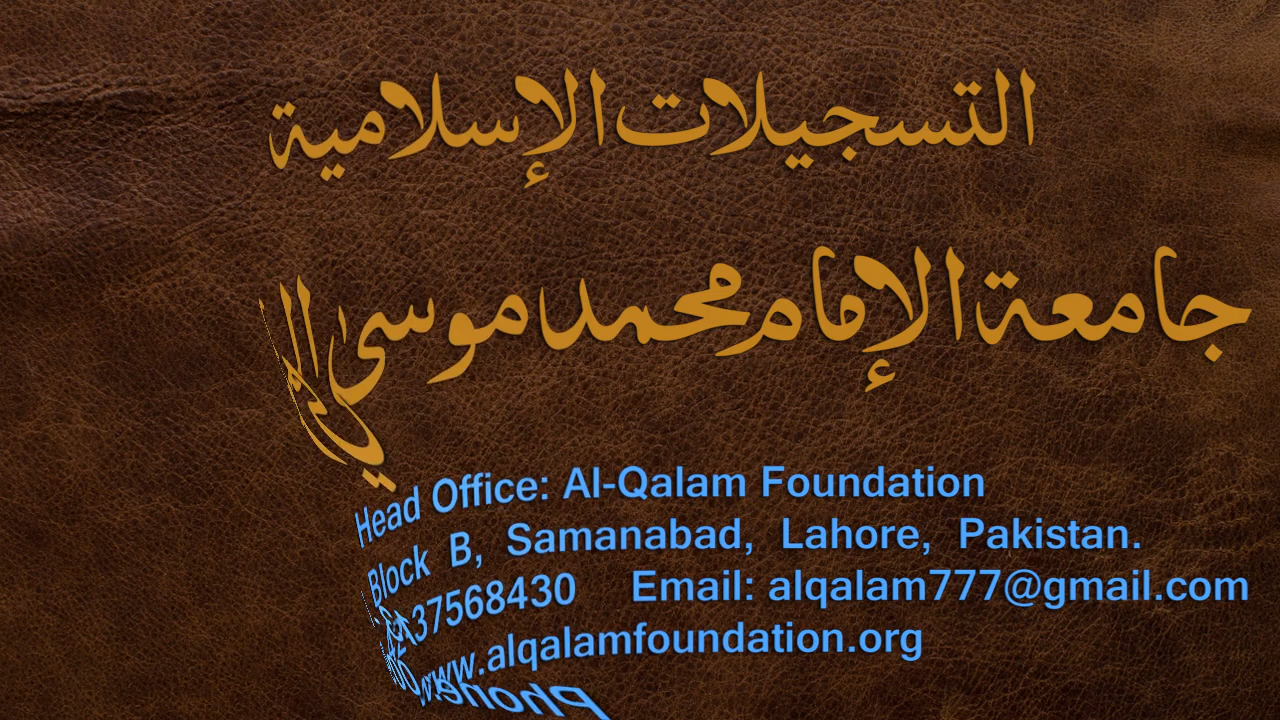 التسجيلات الإسلامية
جامعة الإمام محمد موسىٰ
Head Office: Al-Qalam Foundation
Block B, Samanabad, Lahore, Pakistan.
37568430 Email: alqalam777@gmail.com
www.alqalamfoundation.org
phone